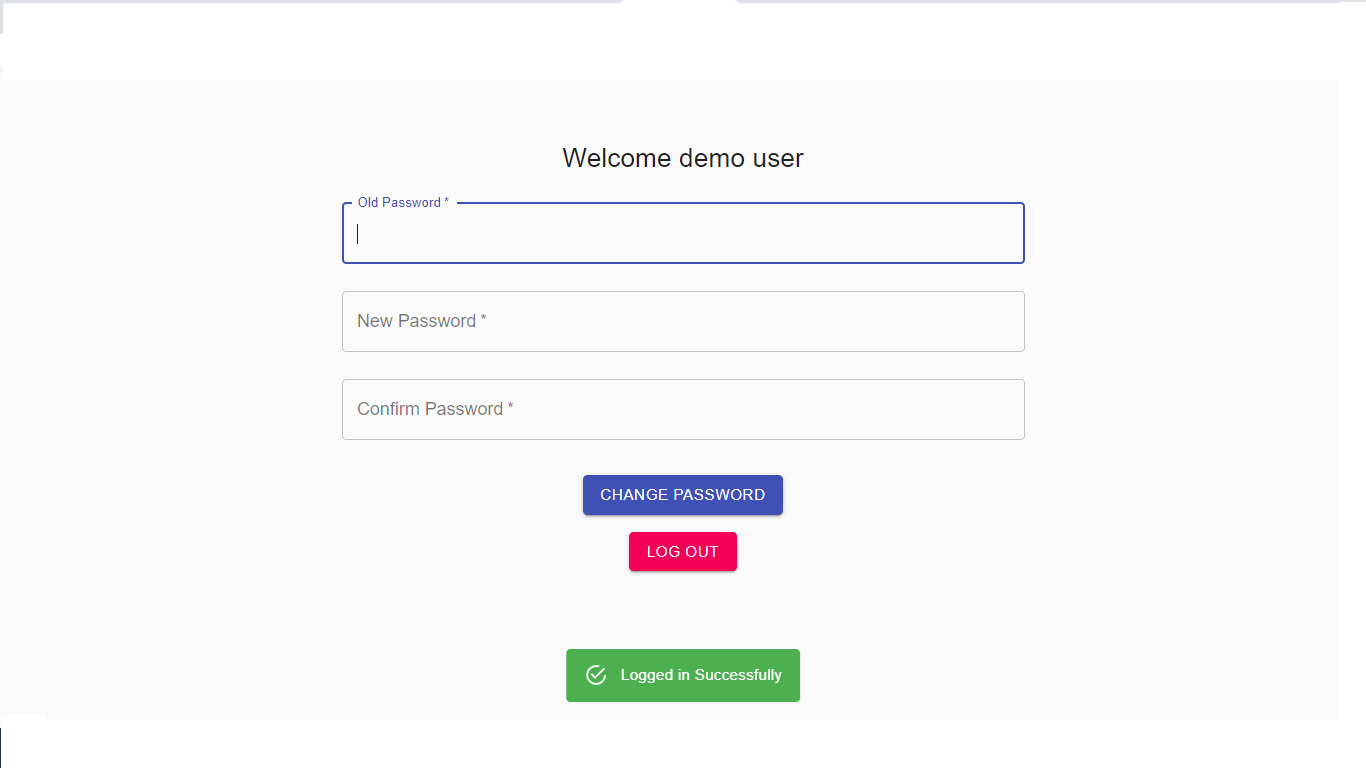 Welcome demo user
Old Password *
New Password *
Confirm Password *
CHANGE PASSWORD
LOG OUT
Logged in Successfully